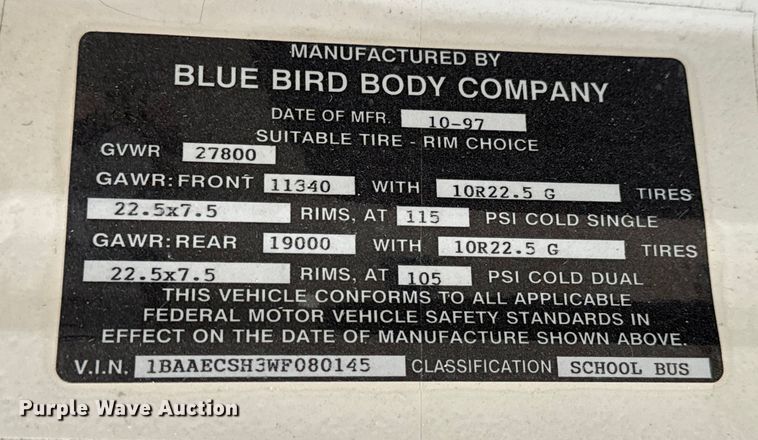 MANUFACTURED BY
BLUE BIRD BODY COMPANY
DATE OF MFR. 10-97
SUITABLE TIRE - RIM CHOICE
GVWR 27800
GAWR: FRONT 11340 WITH 10R22.5 G TIRES
22.5x7.5 RIMS, AT 115 PSI COLD SINGLE
GAWR: REAR 19000 WITH 10R22.5 G TIRES
22.5x7.5 RIMS, AT 105 PSI COLD DUAL
THIS VEHICLE CONFORMS TO ALL APPLICABLE
FEDERAL MOTOR VEHICLE SAFETY STANDARDS IN
EFFECT ON THE DATE OF MANUFACTURE SHOWN ABOVE.
V.I.N. 1BAAECSH3WF080145 CLASSIFICATION SCHOOL BUS
Purple Wave Auction